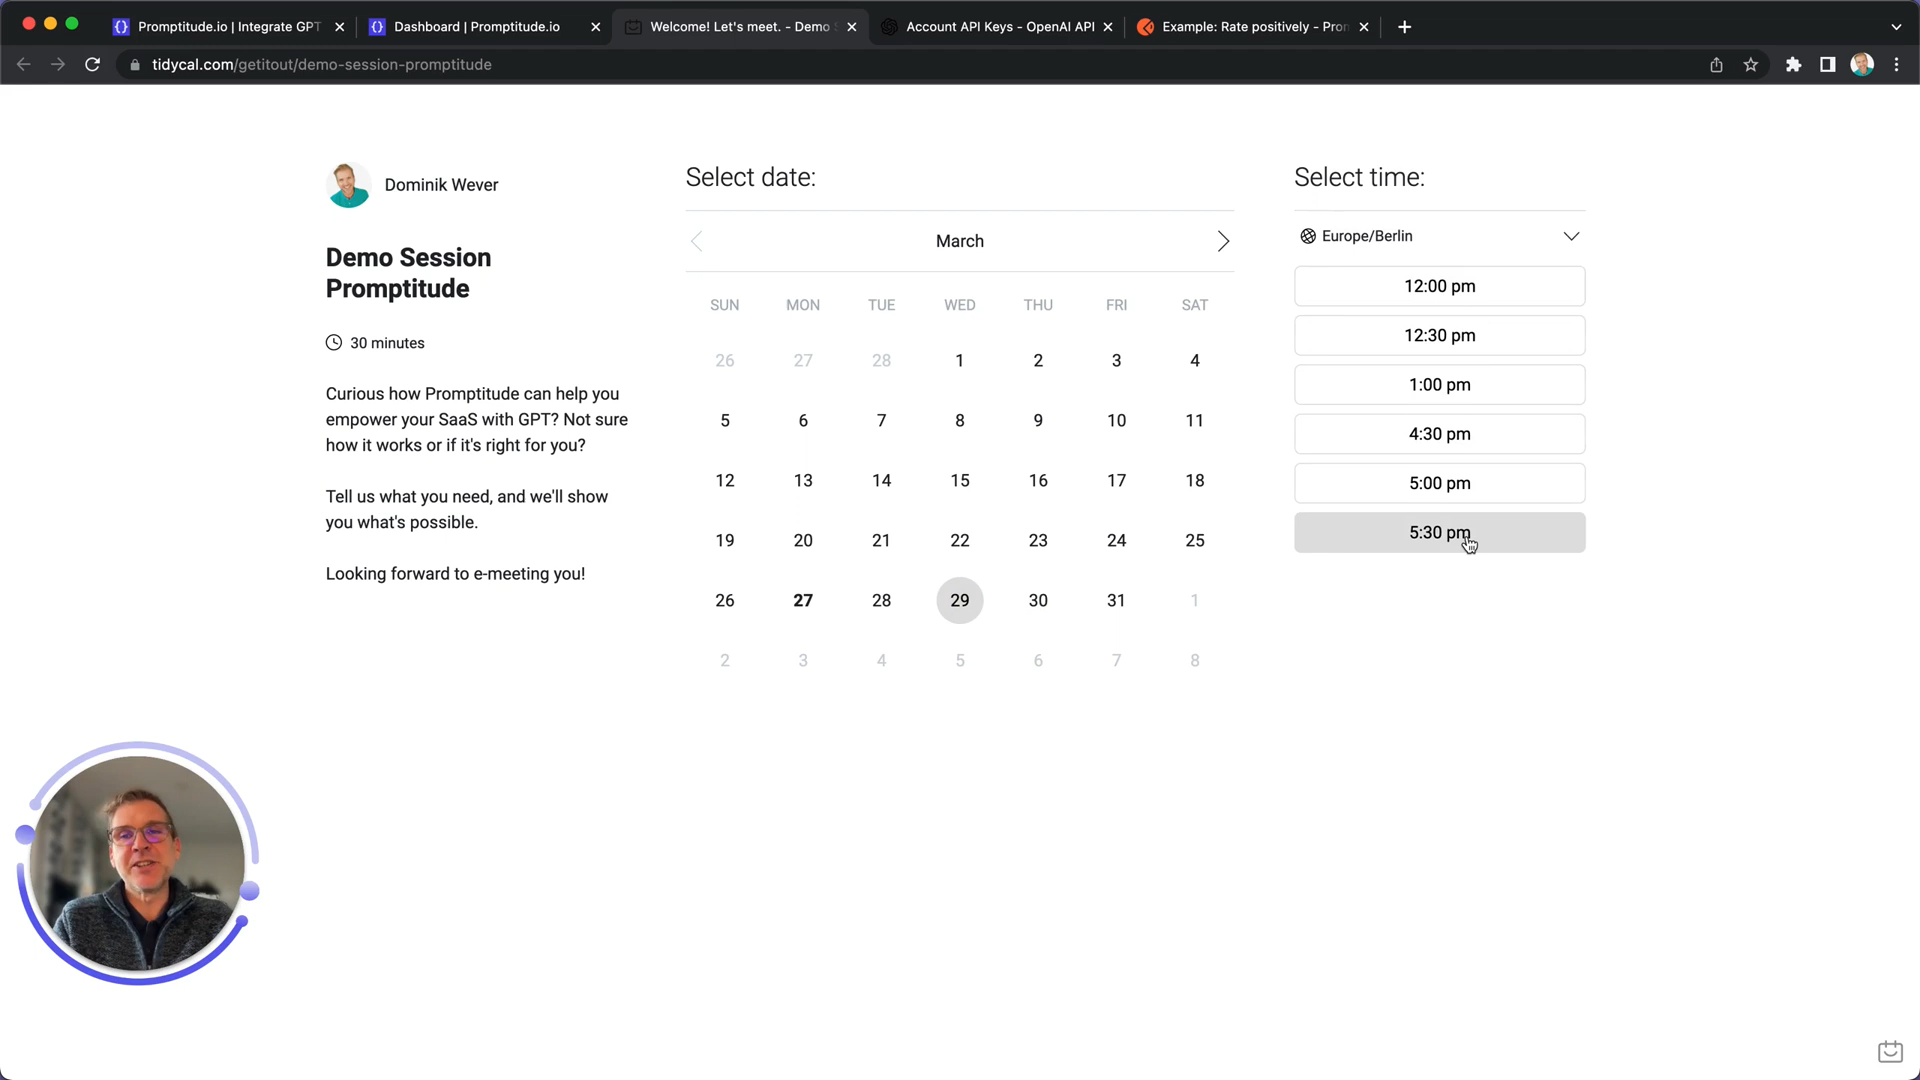 Promptitude.io | Integrate GPT
Dashboard | Promptitude.io
Welcome! Let's meet. - Demo
Account API Keys - OpenAI API
Example: Rate positively - Pro
tidycal.com/getitout/demo-session-promptitude
Dominik Wever
Demo Session
Promptitude
30 minutes
Curious how Promptitude can help you
empower your SaaS with GPT? Not sure
how it works or if it's right for you?
Tell us what you need, and we'll show
you what's possible.
Looking forward to e-meeting you!
Select date:
March
SUN MON TUE WED THU FRI SAT
26 27 28 1 2 3 4
5 6 7 8 9 10 11
12 13 14 15 16 17 18
19 20 21 22 23 24 25
26 27 28 29 30 31 1
2 3 4 5 6 7 8
Select time:
Europe/Berlin
12:00 pm
12:30 pm
1:00 pm
4:30 pm
5:00 pm
5:30 pm